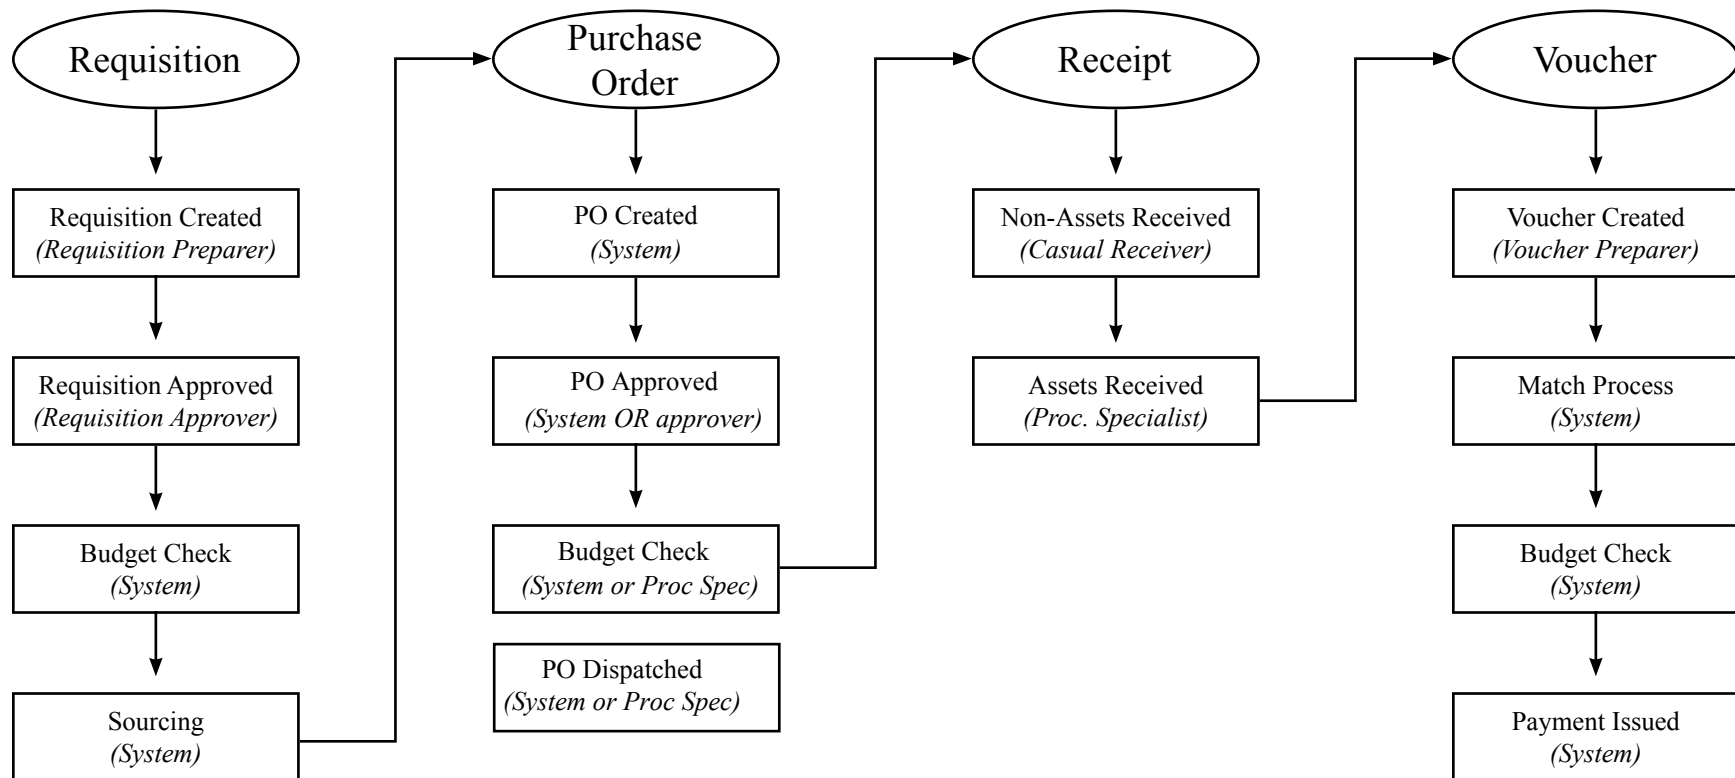 Requisition
Requisition Created
(Requisition Preparer)
Requisition Approved
(Requisition Approver)
Budget Check
(System)
Sourcing
(System)
Purchase
Order
PO Created
(System)
PO Approved
(System OR approver)
Budget Check
(System or Proc Spec)
PO Dispatched
(System or Proc Spec)
Receipt
Non-Assets Received
(Casual Receiver)
Assets Received
(Proc. Specialist)
Voucher
Voucher Created
(Voucher Preparer)
Match Process
(System)
Budget Check
(System)
Payment Issued
(System)